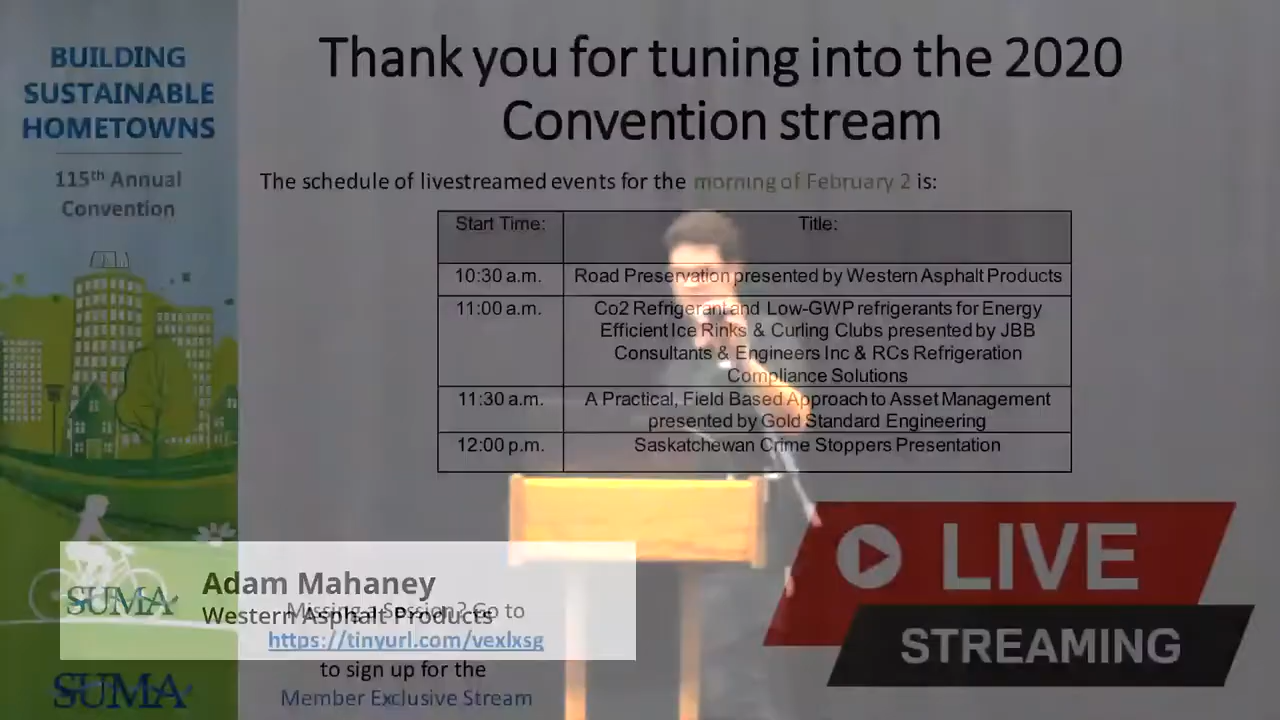 BUILDING
SUSTAINABLE
HOMETOWNS
115th Annual
Convention
Thank you for tuning into the 2020
Convention stream
The schedule of livestreamed events for the morning of February 2 is:
Start Time: Title:
10:30 a.m. Road Preservation presented by Western Asphalt Products
11:00 a.m. Co2 Refrigerant and Low-GWP refrigerants for Energy
Efficient Ice Rinks & Curling Clubs presented by JBB
Consultants & Engineers Inc & RCs Refrigeration
Compliance Solutions
11:30 a.m. A Practical, Field Based Approach to Asset Management
presented by Gold Standard Engineering
12:00 p.m. Saskatchewan Crime Stoppers Presentation
LIVE
STREAMING
SUMA
Adam Mahaney
Western Asphalt Products
Missing a Session? Go to
https://tinyurl.com/vexlxsg
to sign up for the
Member Exclusive Stream
SUMA